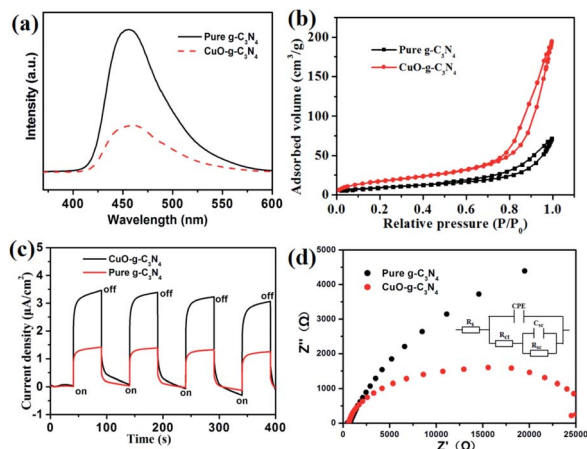 (a)
Pure g-C3N4
CuO-g-C3N4
Intensity (a.u.)
400 450 500 550 600
Wavelength (nm)
(b)
Pure g-C3N4
CuO-g-C3N4
Adsorbed volume (cm3/g)
200
150
100
50
0
0.0 0.2 0.4 0.6 0.8 1.0
Relative pressure (P/P0)
(c)
CuO-g-C3N4
Pure g-C3N4
Current density (μA/cm2)
5
4
3
2
1
0
-1
off off off off
on on on on
0 100 200 300 400
Time (s)
(d)
Pure g-C3N4
CuO-g-C3N4
Z'' (Ω)
5000
4000
3000
2000
1000
0
CPE
Rs
Csc
Rct
Rsc
0 5000 10000 15000 20000 25000
Z' (Ω)